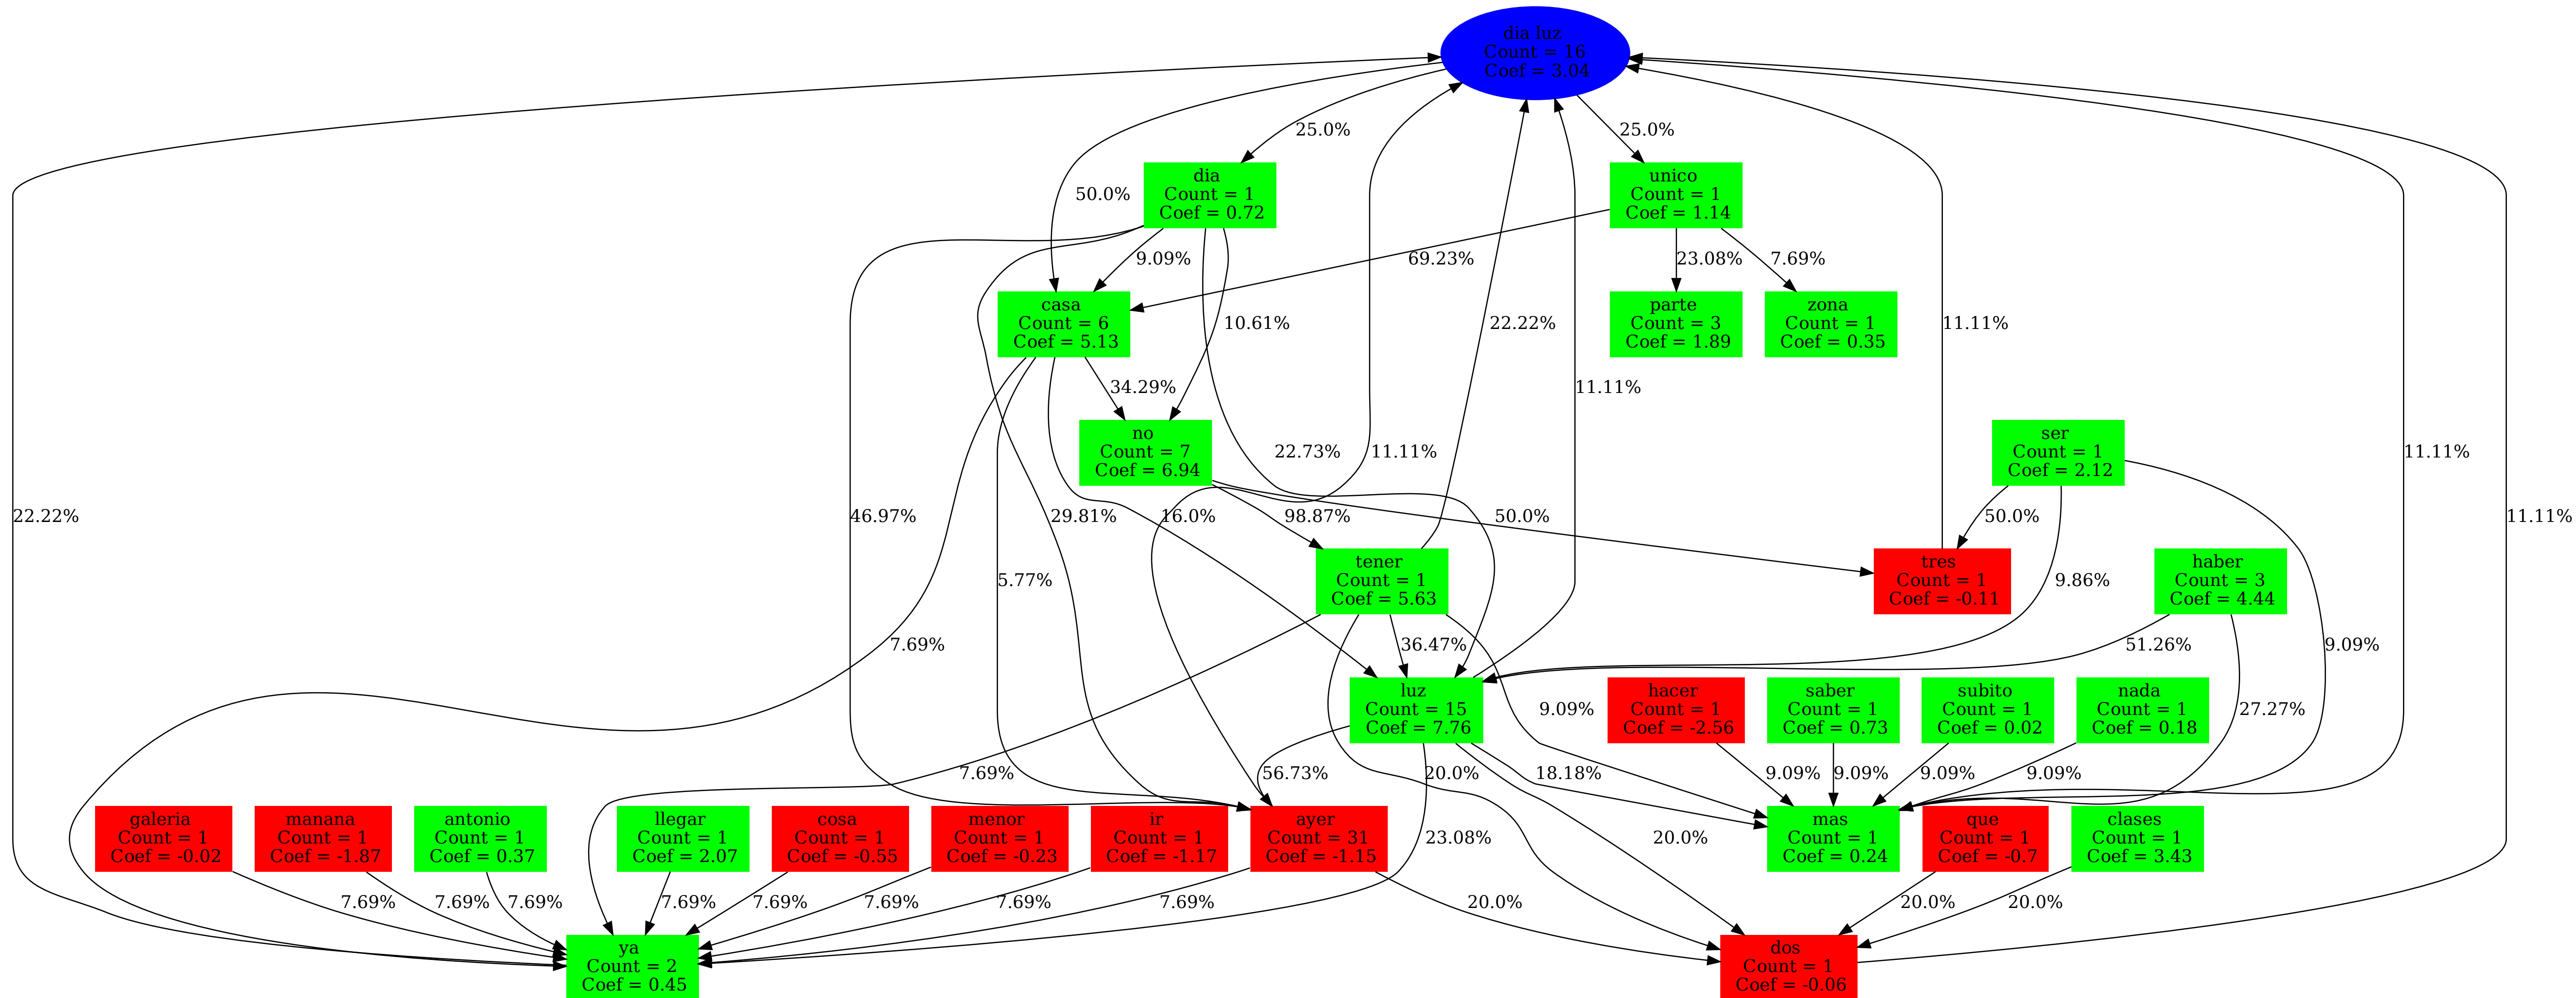 dia luz
Count = 16
Coef = 3.04
25.0%
25.0%
50.0%
dia
Count = 1
Coef = 0.72
unico
Count = 1
Coef = 1.14
9.09%
69.23%
23.08%
7.69%
casa
Count = 6
Coef = 5.13
10.61%
22.22%
parte
Count = 3
Coef = 1.89
zona
Count = 1
Coef = 0.35
11.11%
34.29%
11.11%
no
Count = 7
Coef = 6.94
22.73%
11.11%
ser
Count = 1
Coef = 2.12
11.11%
22.22%
46.97%
29.81%
16.0%
98.87%
50.0%
50.0%
11.11%
5.77%
tener
Count = 1
Coef = 5.63
tres
Count = 1
Coef = -0.11
9.86%
haber
Count = 3
Coef = 4.44
7.69%
36.47%
51.26%
9.09%
luz
Count = 15
Coef = 7.76
9.09%
hacer
Count = 1
Coef = -2.56
saber
Count = 1
Coef = 0.73
subito
Count = 1
Coef = 0.02
nada
Count = 1
Coef = 0.18
27.27%
7.69%
56.73%
20.0%
18.18%
9.09%
9.09%
9.09%
9.09%
galeria
Count = 1
Coef = -0.02
manana
Count = 1
Coef = -1.87
antonio
Count = 1
Coef = 0.37
llegar
Count = 1
Coef = 2.07
cosa
Count = 1
Coef = -0.55
menor
Count = 1
Coef = -0.23
ir
Count = 1
Coef = -1.17
ayer
Count = 31
Coef = -1.15
23.08%
20.0%
mas
Count = 1
Coef = 0.24
que
Count = 1
Coef = -0.7
clases
Count = 1
Coef = 3.43
7.69%
7.69%
7.69%
7.69%
7.69%
7.69%
7.69%
7.69%
20.0%
20.0%
20.0%
ya
Count = 2
Coef = 0.45
dos
Count = 1
Coef = -0.06